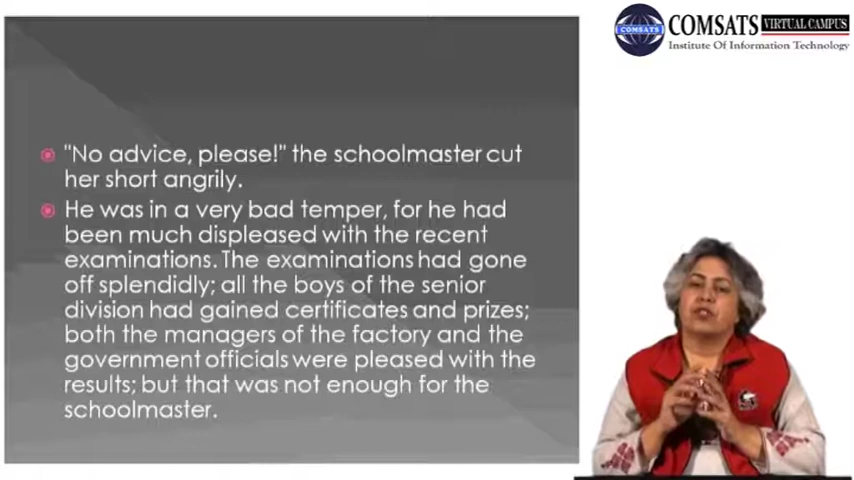 COMSATS VIRTUAL CAMPUS
Institute Of Information Technology
COMSATS
"No advice, please!" the schoolmaster cut
her short angrily.
He was in a very bad temper, for he had
been much displeased with the recent
examinations. The examinations had gone
off splendidly; all the boys of the senior
division had gained certificates and prizes;
both the managers of the factory and the
government officials were pleased with the
results; but that was not enough for the
schoolmaster.